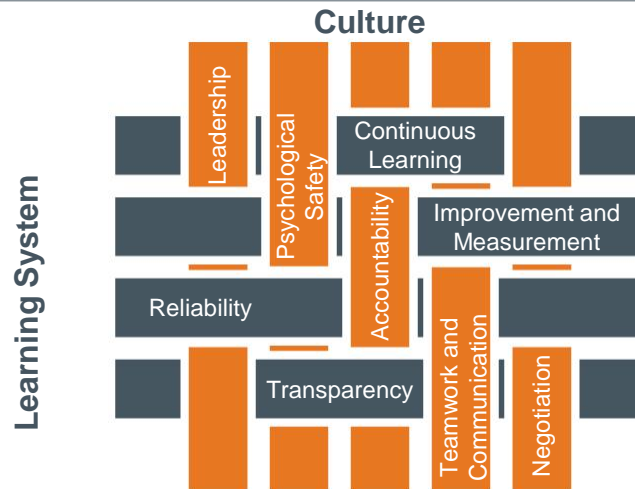 Culture
Learning System
Leadership
Psychological
Safety
Continuous
Learning
Accountability
Improvement and
Measurement
Reliability
Transparency
Teamwork and
Communication
Negotiation